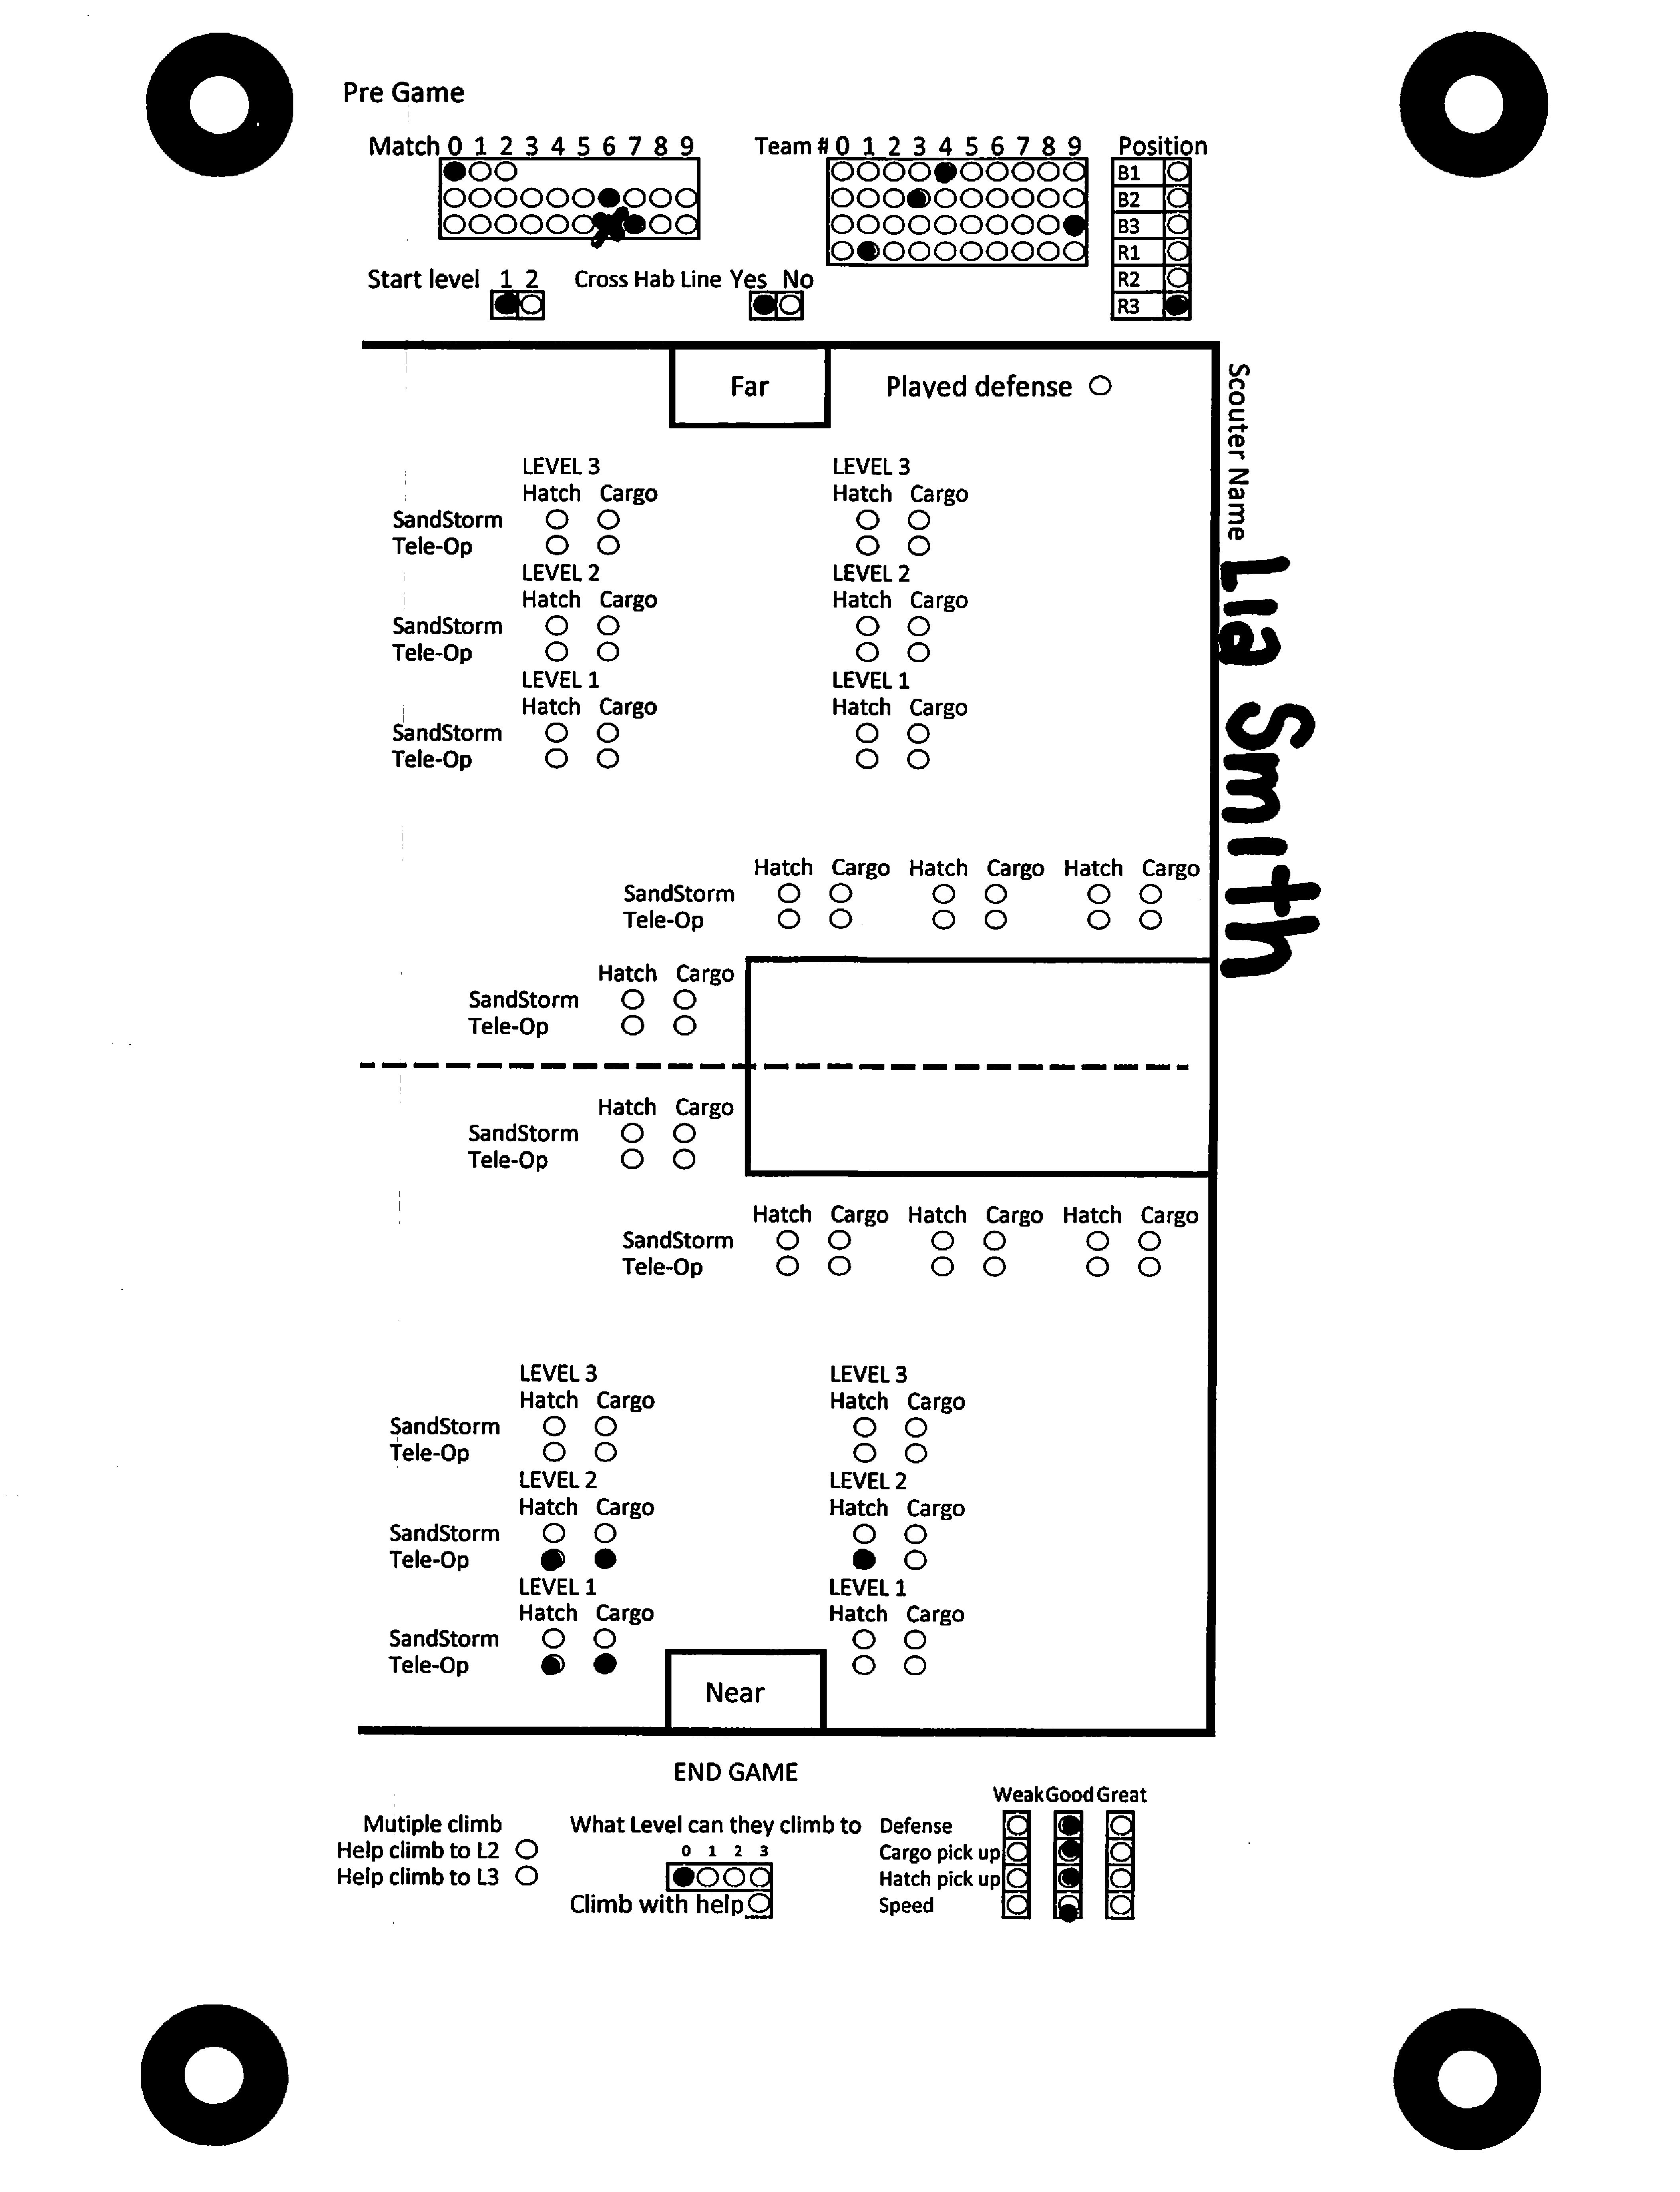 Pre Game
Match 0 1 2 3 4 5 6 7 8 9
Team # 0 1 2 3 4 5 6 7 8 9
Position
B1
B2
B3
R1
R2
R3
Start level 1 2
Cross Hab Line Yes No
Far
Played defense
Scouter Name Lia Smith
LEVEL 3 LEVEL 3
Hatch Cargo Hatch Cargo
SandStorm
Tele-Op
LEVEL 2 LEVEL 2
Hatch Cargo Hatch Cargo
SandStorm
Tele-Op
LEVEL 1 LEVEL 1
Hatch Cargo Hatch Cargo
SandStorm
Tele-Op
Hatch Cargo Hatch Cargo Hatch Cargo
SandStorm
Tele-Op
Hatch Cargo
SandStorm
Tele-Op
Hatch Cargo
SandStorm
Tele-Op
Hatch Cargo Hatch Cargo Hatch Cargo
SandStorm
Tele-Op
LEVEL 3 LEVEL 3
Hatch Cargo Hatch Cargo
SandStorm
Tele-Op
LEVEL 2 LEVEL 2
Hatch Cargo Hatch Cargo
SandStorm
Tele-Op
LEVEL 1 LEVEL 1
Hatch Cargo Hatch Cargo
SandStorm
Tele-Op
Near
END GAME
Mutiple climb
Help climb to L2
Help climb to L3
What Level can they climb to
0 1 2 3
Climb with help
Weak Good Great
Defense
Cargo pick up
Hatch pick up
Speed